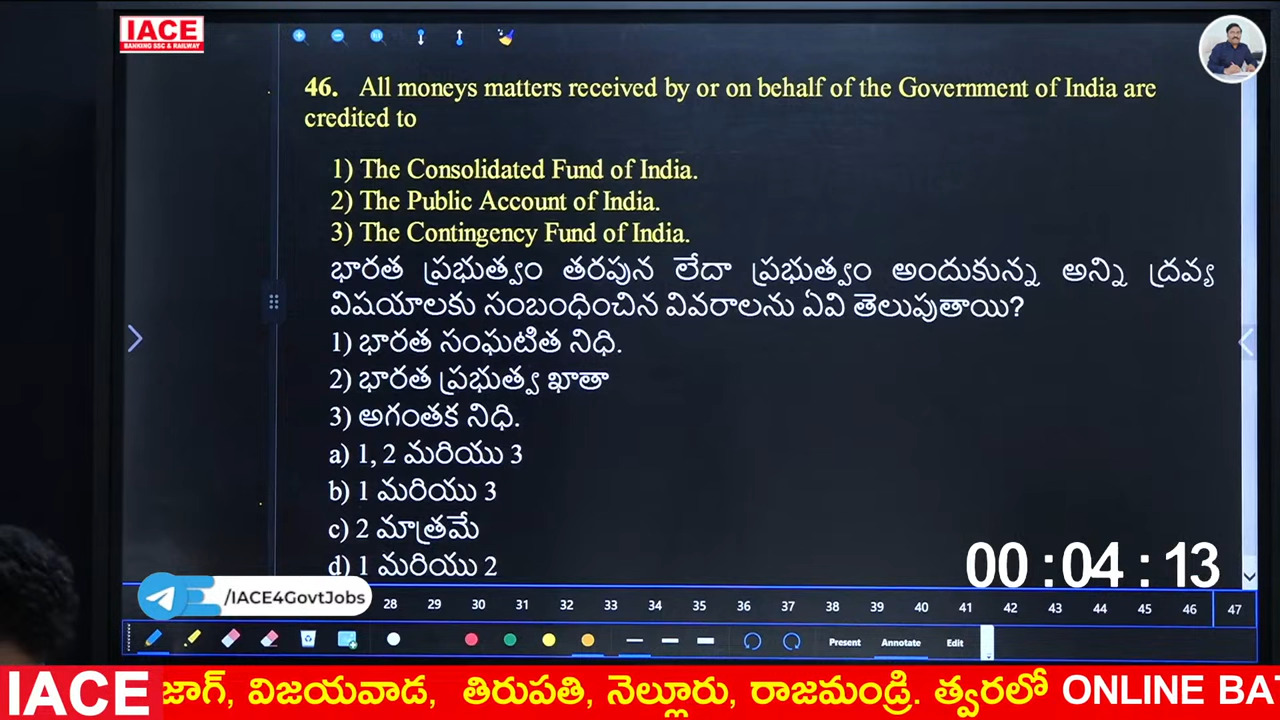 IACE
BANKING SSC & RAILWAY
46. All moneys matters received by or on behalf of the Government of India are
credited to
1) The Consolidated Fund of India.
2) The Public Account of India.
3) The Contingency Fund of India.
భారత ప్రభుత్వం తరపున లేదా ప్రభుత్వం అందుకున్న అన్ని ద్రవ్య
విషయాలకు సంబంధించిన వివరాలను ఏవి తెలుపుతాయి?
1) భారత సంఘటిత నిధి.
2) భారత ప్రభుత్వ ఖాతా
3) అగంతక నిధి.
a) 1, 2 మరియు 3
b) 1 మరియు 3
c) 2 మాత్రమే
d) 1 మరియు 2
00:04:13
/IACE4GovtJobs
28 29 30 31 32 33 34 35 36 37 38 39 40 41 42 43 44 45 46 47
Present Annotate Edit
IACE జాగ్, విజయవాడ, తిరుపతి, నెల్లూరు, రాజమండ్రి. త్వరలో ONLINE BAT